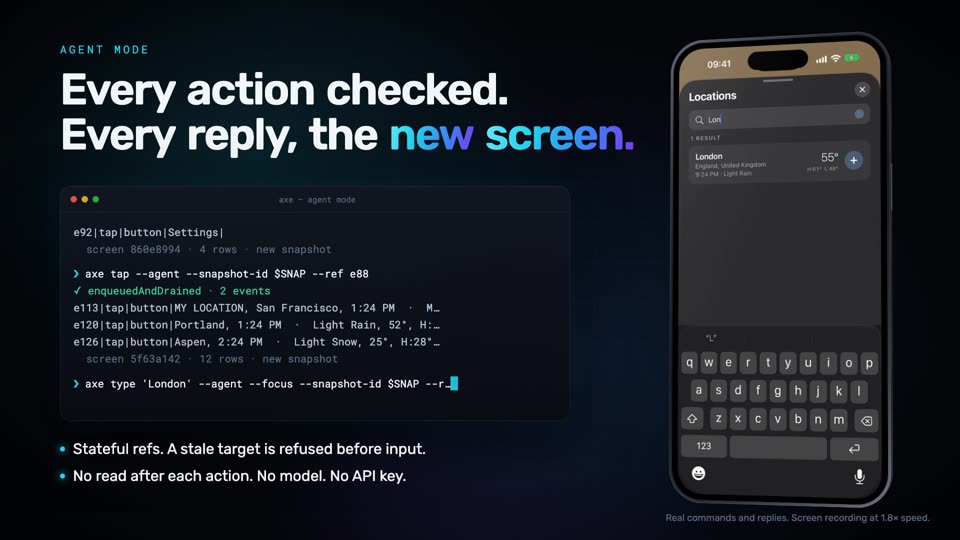 AGENT MODE
Every action checked.
Every reply, the new screen.
axe — agent mode
e92|tap|button|Settings|
screen 860e8994 · 4 rows · new snapshot
❯ axe tap --agent --snapshot-id $SNAP --ref e88
✓ enqueuedAndDrained · 2 events
e113|tap|button|MY LOCATION, San Francisco, 1:24 PM · M…
e120|tap|button|Portland, 1:24 PM · Light Rain, 52°, H:…
e126|tap|button|Aspen, 2:24 PM · Light Snow, 25°, H:28°…
screen 5f63a142 · 12 rows · new snapshot
❯ axe type 'London' --agent --focus --snapshot-id $SNAP --r…
• Stateful refs. A stale target is refused before input.
• No read after each action. No model. No API key.
09:41
Locations
Lon
1 RESULT
London
England, United Kingdom
9:24 PM · Light Rain
55°
H:61° L:48°
"L"
q w e r t y u i o p
a s d f g h j k l
z x c v b n m
123
Real commands and replies. Screen recording at 1.8× speed.